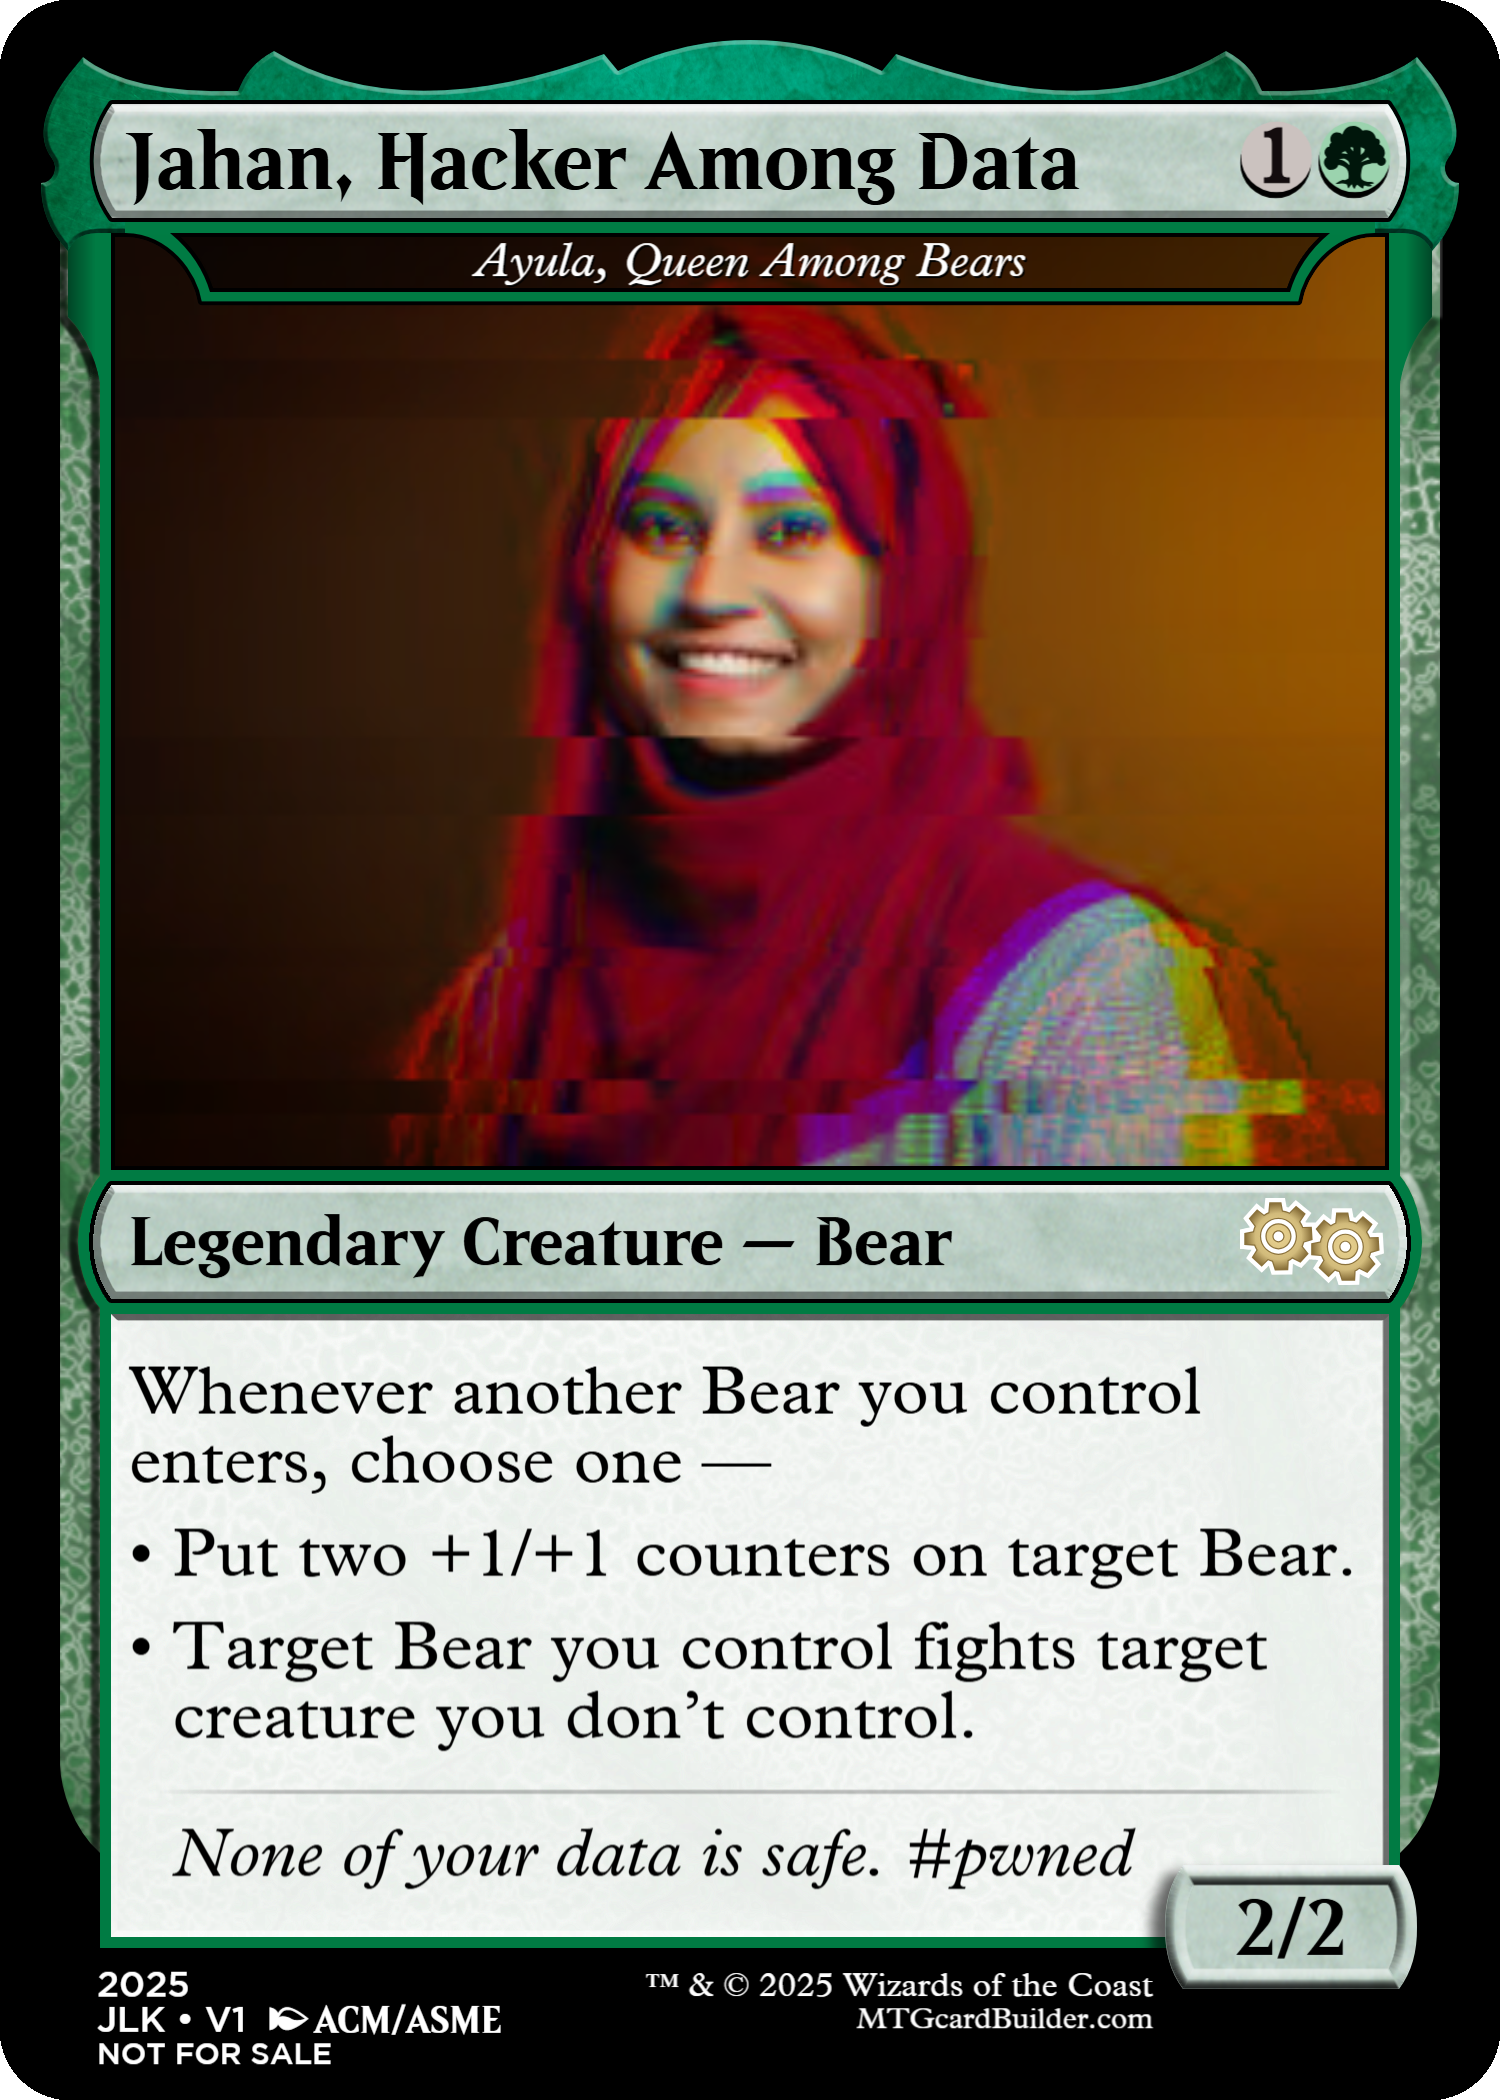 Jahan, Hacker Among Data 1
Ayula, Queen Among Bears
Legendary Creature — Bear
Whenever another Bear you control
enters, choose one —
• Put two +1/+1 counters on target Bear.
• Target Bear you control fights target
creature you don't control.
None of your data is safe. #pwned
2/2
2025
JLK • V1 ACM/ASME
NOT FOR SALE
™ & © 2025 Wizards of the Coast
MTGcardBuilder.com